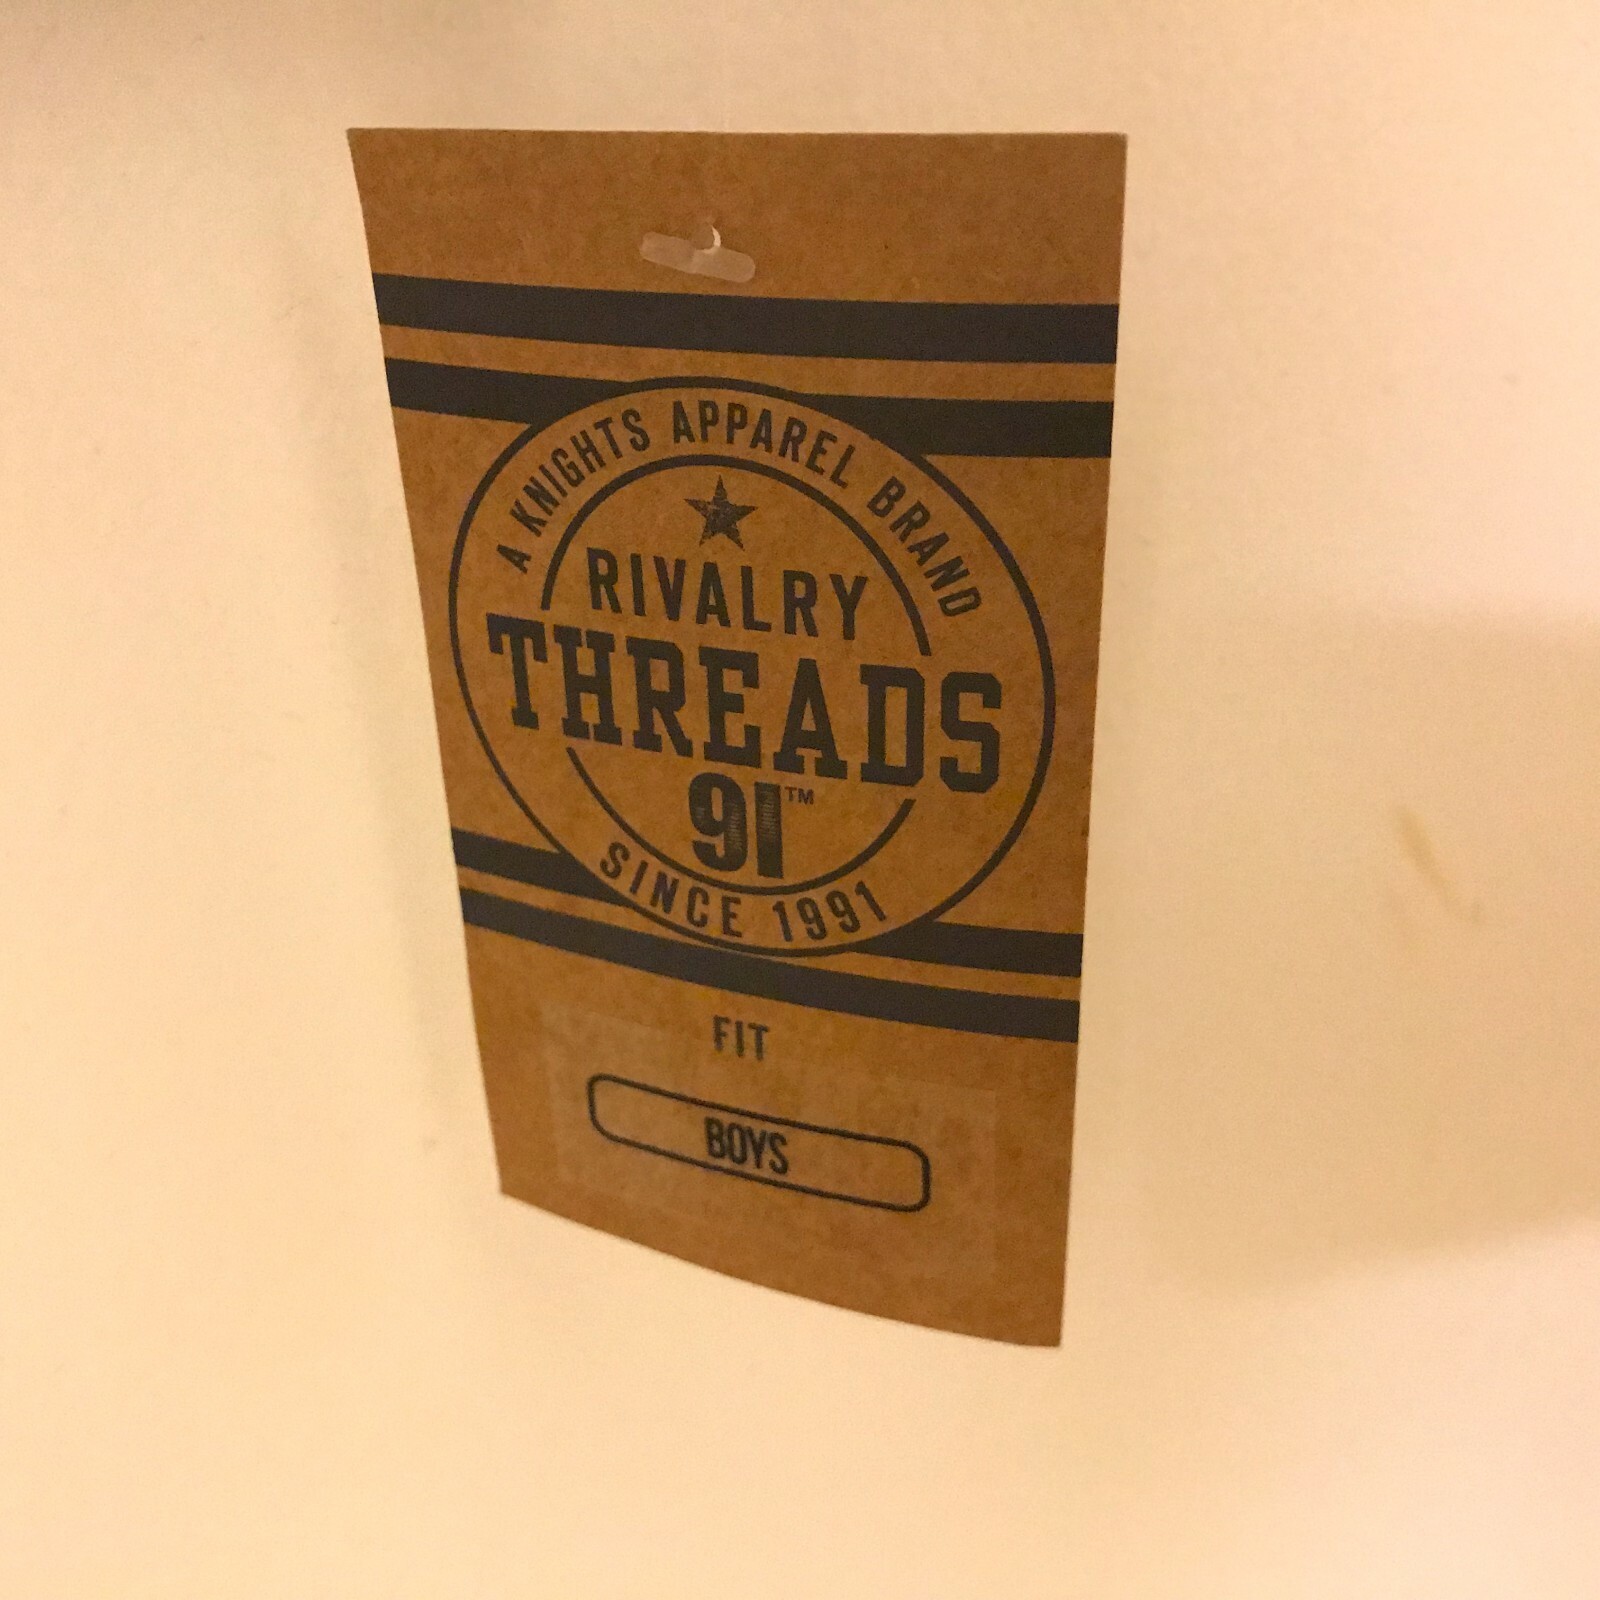 A KNIGHTS APPAREL BRAND
RIVALRY
THREADS
91™
SINCE 1991
FIT
BOYS